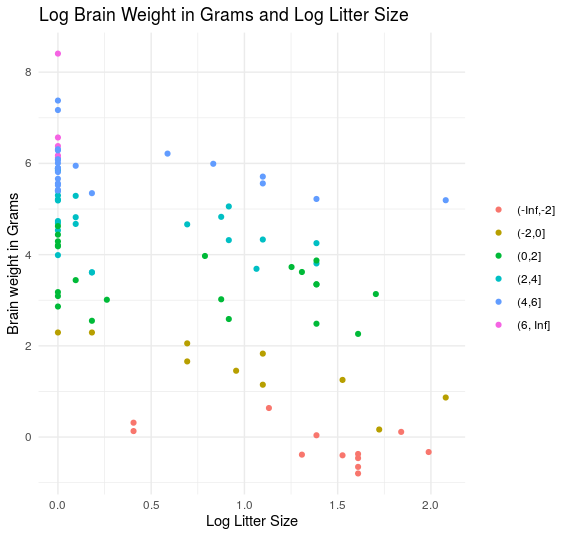 Log Brain Weight in Grams and Log Litter Size
Brain weight in Grams
8
6
4
2
0
0.0 0.5 1.0 1.5 2.0
Log Litter Size
(-Inf,-2]
(-2,0]
(0,2]
(2,4]
(4,6]
(6, Inf]